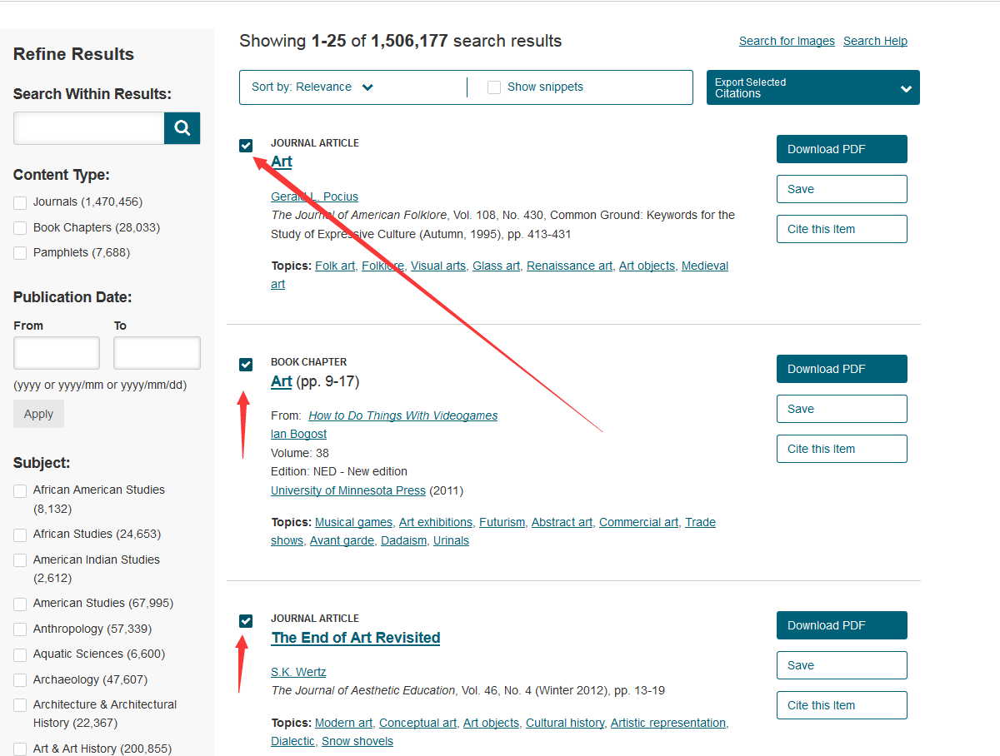 Refine Results
Search Within Results:
Content Type:
Journals (1,470,456)
Book Chapters (28,033)
Pamphlets (7,688)
Publication Date:
From To
(yyyy or yyyy/mm or yyyy/mm/dd)
Apply
Subject:
African American Studies
(8,132)
African Studies (24,653)
American Indian Studies
(2,612)
American Studies (67,995)
Anthropology (57,339)
Aquatic Sciences (6,600)
Archaeology (47,607)
Architecture & Architectural
History (22,367)
Art & Art History (200,855)
Showing 1-25 of 1,506,177 search results
Search for Images Search Help
Sort by: Relevance Show snippets
Export Selected
Citations
JOURNAL ARTICLE
Art
Gerald L. Pocius
The Journal of American Folklore, Vol. 108, No. 430, Common Ground: Keywords for the
Study of Expressive Culture (Autumn, 1995), pp. 413-431
Topics: Folk art, Folklore, Visual arts, Glass art, Renaissance art, Art objects, Medieval
art
Download PDF
Save
Cite this Item
BOOK CHAPTER
Art (pp. 9-17)
From: How to Do Things With Videogames
Ian Bogost
Volume: 38
Edition: NED - New edition
University of Minnesota Press (2011)
Topics: Musical games, Art exhibitions, Futurism, Abstract art, Commercial art, Trade
shows, Avant garde, Dadaism, Urinals
Download PDF
Save
Cite this Item
JOURNAL ARTICLE
The End of Art Revisited
S.K. Wertz
The Journal of Aesthetic Education, Vol. 46, No. 4 (Winter 2012), pp. 13-19
Topics: Modern art, Conceptual art, Art objects, Cultural history, Artistic representation,
Dialectic, Snow shovels
Download PDF
Save
Cite this Item